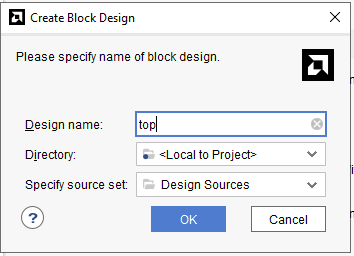 Create Block Design
Please specify name of block design.
Design name: top
Directory: <Local to Project>
Specify source set: Design Sources
?
OK Cancel